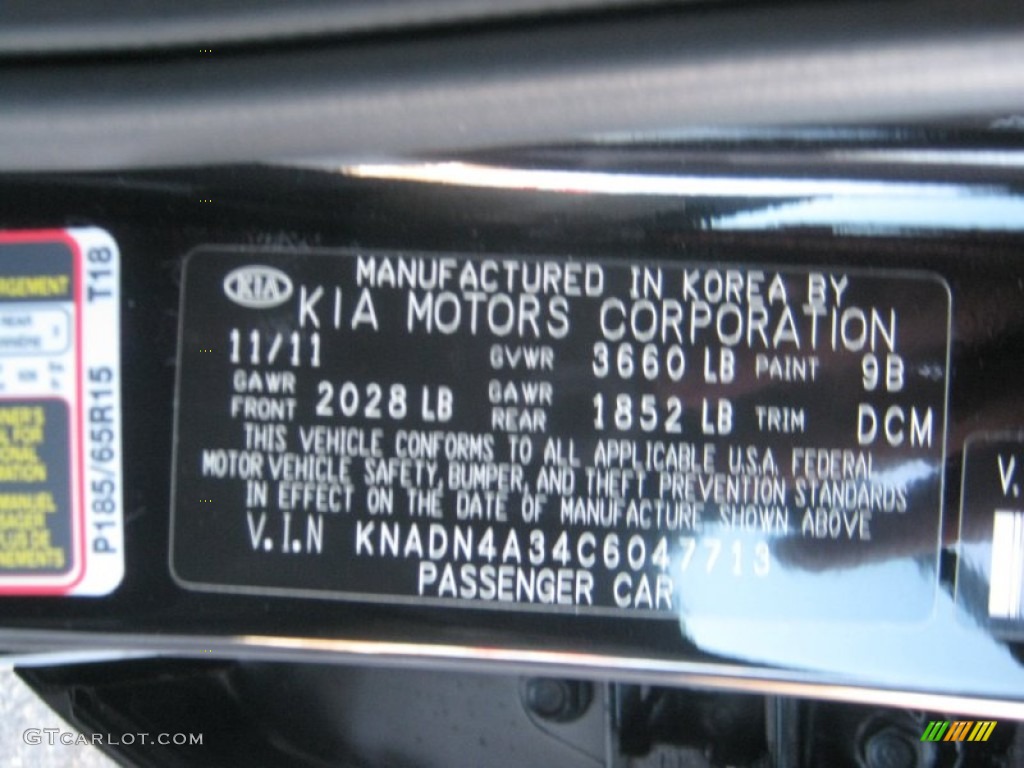 KIA
MANUFACTURED IN KOREA BY
KIA MOTORS CORPORATION
11/11 GVWR 3660 LB PAINT 9B
GAWR FRONT 2028 LB GAWR REAR 1852 LB TRIM DCM
THIS VEHICLE CONFORMS TO ALL APPLICABLE U.S.A. FEDERAL
MOTOR VEHICLE SAFETY, BUMPER, AND THEFT PREVENTION STANDARDS
IN EFFECT ON THE DATE OF MANUFACTURE SHOWN ABOVE
V.I.N KNADN4A34C6047713
PASSENGER CAR
P185/65R15 T18
V.
GTCARLOT.COM